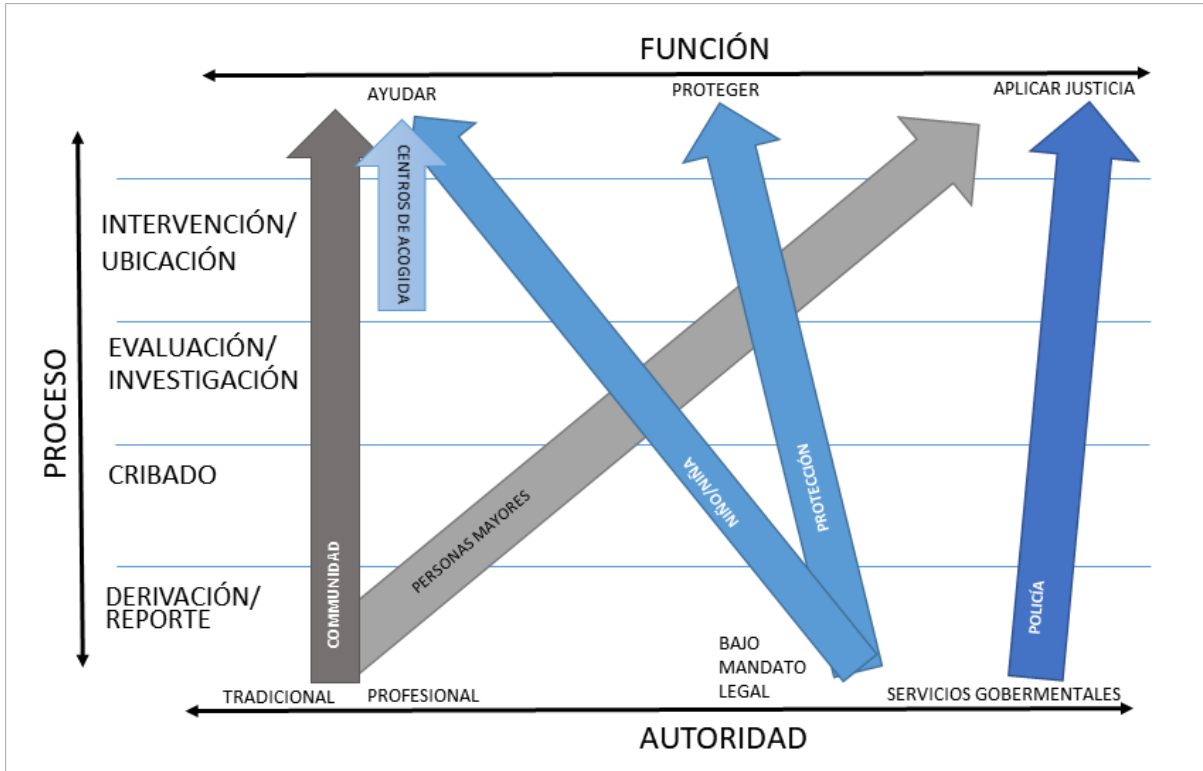 FUNCIÓN
AYUDAR
PROTEGER
APLICAR JUSTICIA
PROCESO
INTERVENCIÓN/
UBICACIÓN
EVALUACIÓN/
INVESTIGACIÓN
CRIBADO
DERIVACIÓN/
REPORTE
COMMUNIDAD
CENTROS DE ACOGIDA
PERSONAS MAYORES
NIÑO/NIÑA
PROTECCIÓN
POLICÍA
TRADICIONAL
PROFESIONAL
BAJO
MANDATO
LEGAL
SERVICIOS GOBERMENTALES
AUTORIDAD